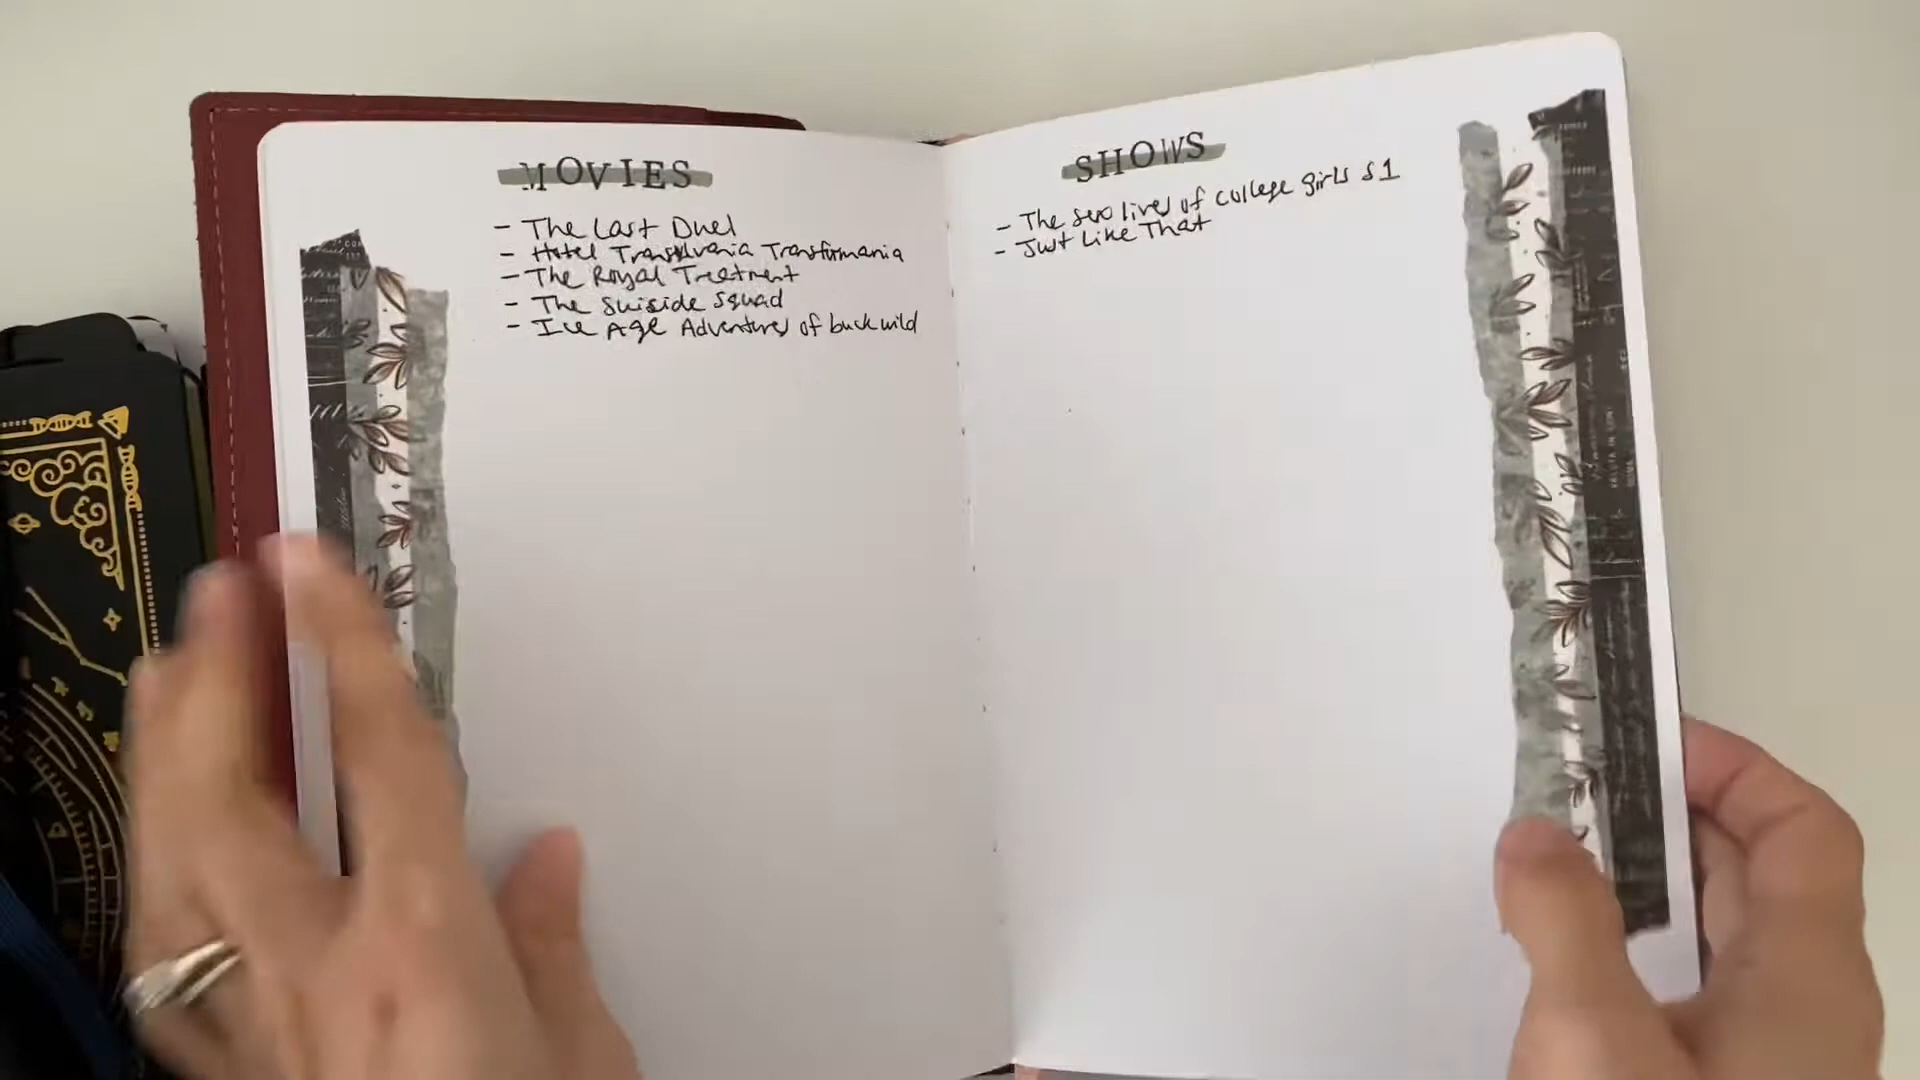 MOVIES
- The Last Duel
- Hotel Transylvania Transformania
- The Royal Treatment
- The Suiside Squad
- Ice Age Adventures of buck wild
SHOWS
- The sex lives of college girls S1
- Just Like That